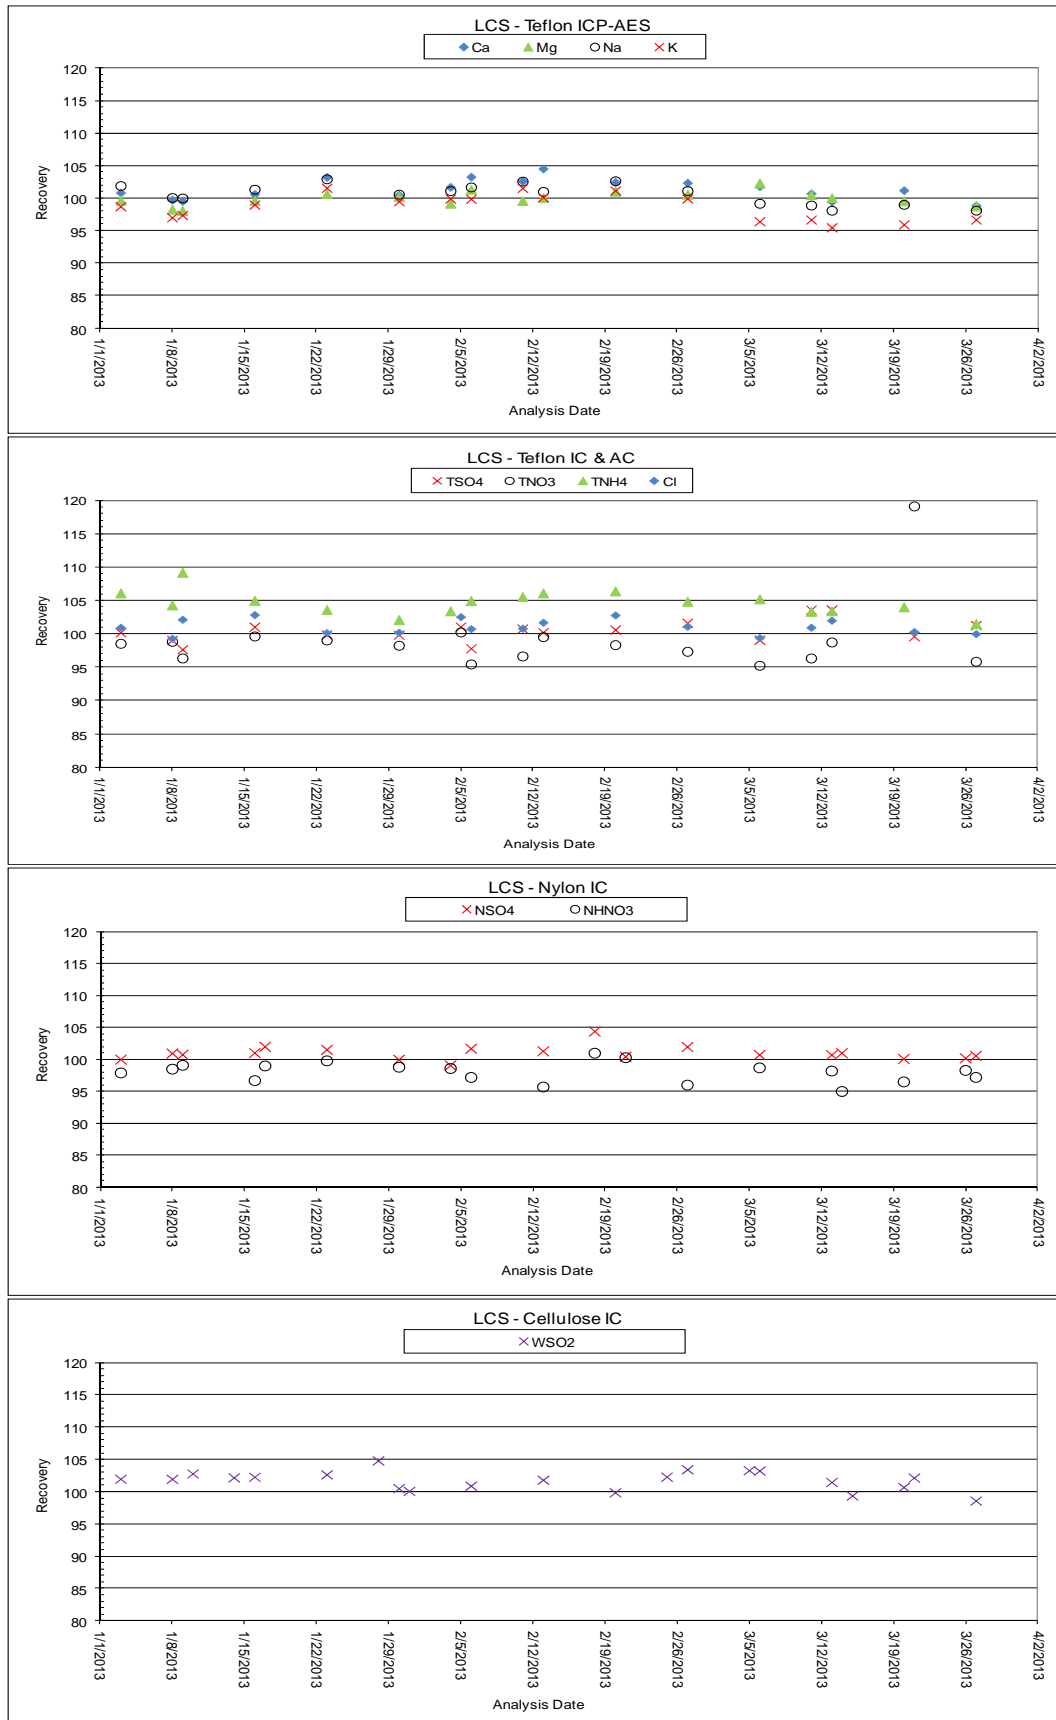 LCS - Teflon ICP-AES
Ca Mg Na K
120
115
110
105
100
95
90
85
80
Recovery
1/1/2013 1/8/2013 1/15/2013 1/22/2013 1/29/2013 2/5/2013 2/12/2013 2/19/2013 2/26/2013 3/5/2013 3/12/2013 3/19/2013 3/26/2013 4/2/2013
Analysis Date
LCS - Teflon IC & AC
TSO4 TNO3 TNH4 Cl
120
115
110
105
100
95
90
85
80
Recovery
1/1/2013 1/8/2013 1/15/2013 1/22/2013 1/29/2013 2/5/2013 2/12/2013 2/19/2013 2/26/2013 3/5/2013 3/12/2013 3/19/2013 3/26/2013 4/2/2013
Analysis Date
LCS - Nylon IC
NSO4 NHNO3
120
115
110
105
100
95
90
85
80
Recovery
1/1/2013 1/8/2013 1/15/2013 1/22/2013 1/29/2013 2/5/2013 2/12/2013 2/19/2013 2/26/2013 3/5/2013 3/12/2013 3/19/2013 3/26/2013 4/2/2013
Analysis Date
LCS - Cellulose IC
WSO2
120
115
110
105
100
95
90
85
80
Recovery
1/1/2013 1/8/2013 1/15/2013 1/22/2013 1/29/2013 2/5/2013 2/12/2013 2/19/2013 2/26/2013 3/5/2013 3/12/2013 3/19/2013 3/26/2013 4/2/2013
Analysis Date